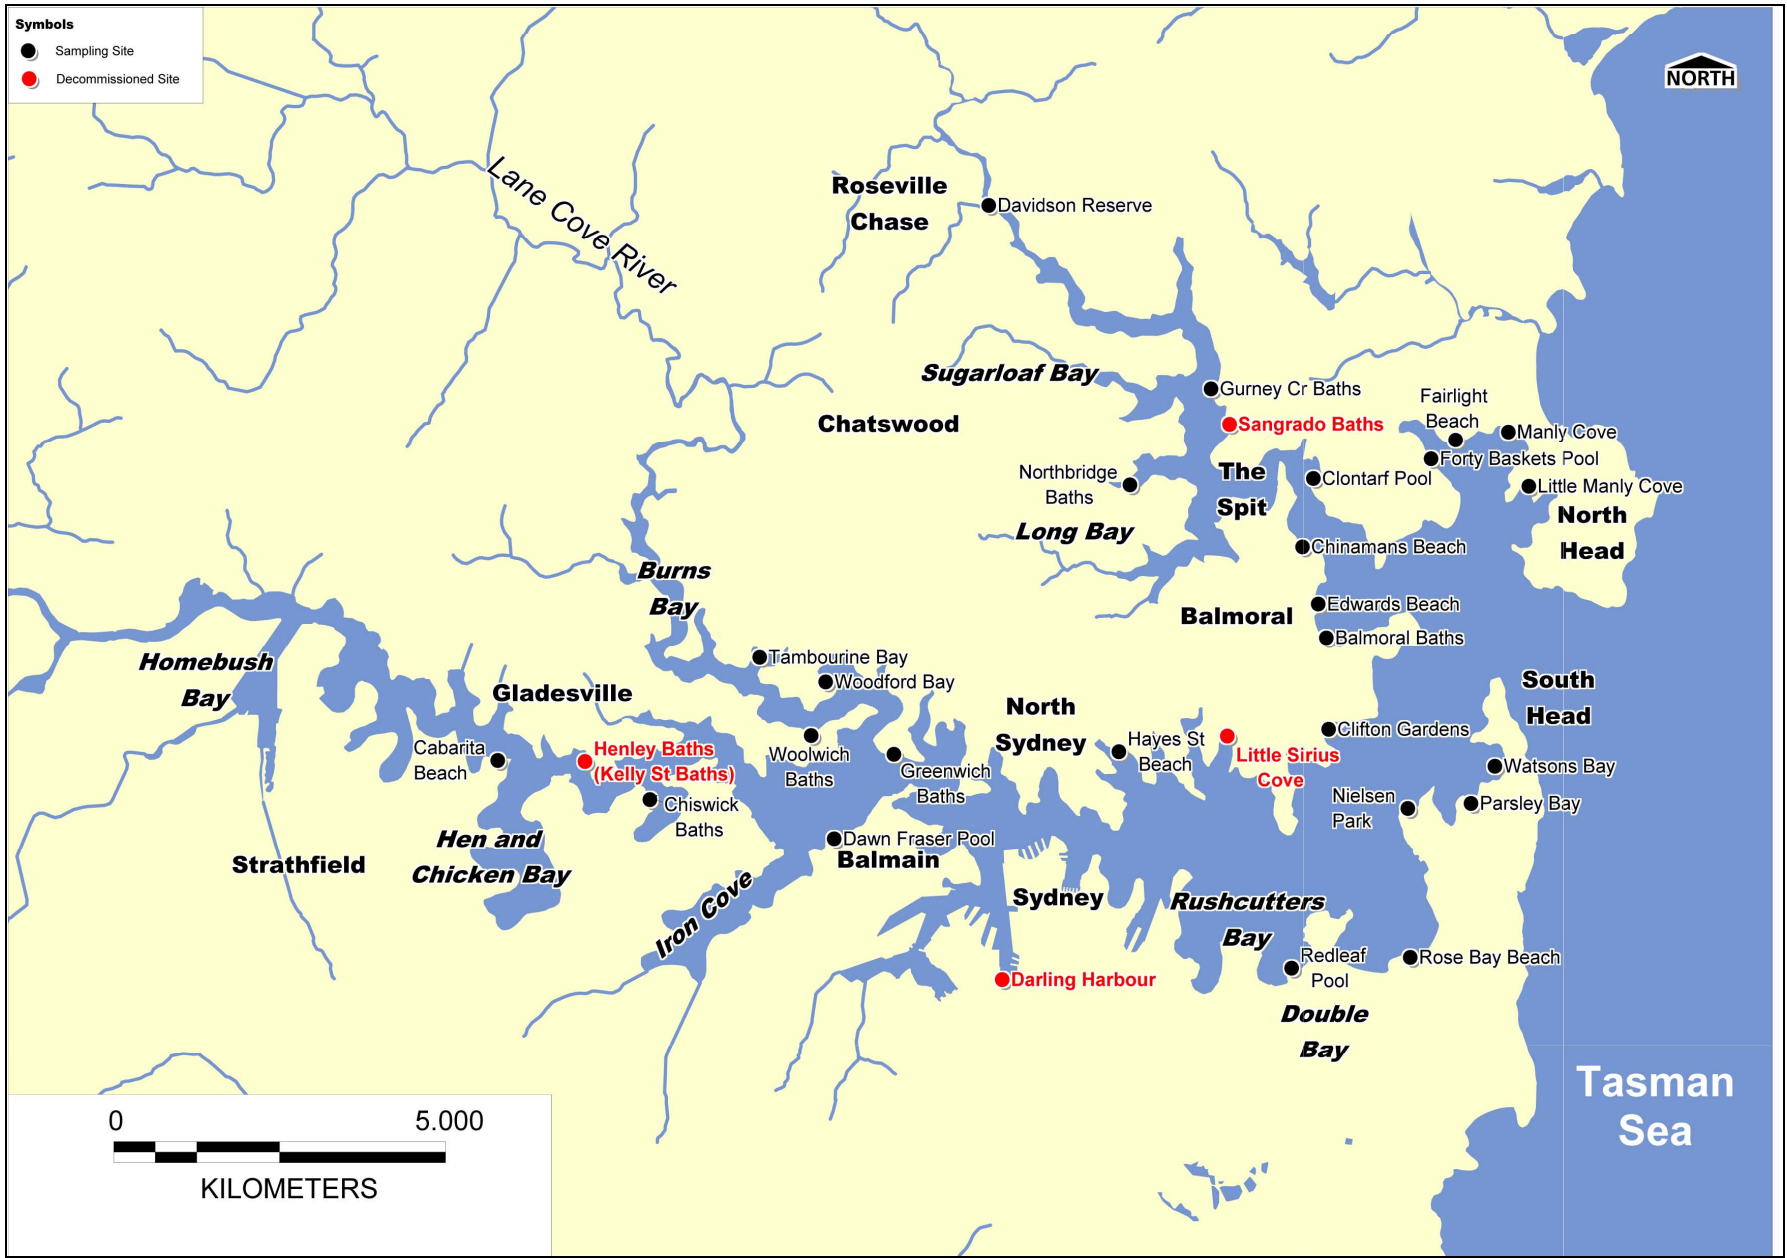 Symbols
Sampling Site
Decommissioned Site
NORTH
Lane Cove River
Roseville
Chase
Davidson Reserve
Sugarloaf Bay
Gurney Cr Baths
Chatswood
Sangrado Baths
Fairlight
Beach
Manly Cove
Forty Baskets Pool
Northbridge
Baths
The
Spit
Clontarf Pool
Little Manly Cove
North
Head
Long Bay
Chinamans Beach
Burns
Bay
Balmoral
Edwards Beach
Balmoral Baths
Homebush
Bay
Tambourine Bay
Woodford Bay
Gladesville
South
Head
North
Sydney
Cabarita
Beach
Henley Baths
(Kelly St Baths)
Woolwich
Baths
Greenwich
Baths
Hayes St
Beach
Little Sirius
Cove
Clifton Gardens
Watsons Bay
Nielsen
Park
Parsley Bay
Chiswick
Baths
Hen and
Chicken Bay
Strathfield
Dawn Fraser Pool
Balmain
Iron Cove
Sydney
Rushcutters
Bay
Redleaf
Pool
Rose Bay Beach
Darling Harbour
Double
Bay
Tasman
Sea
0 5.000
KILOMETERS